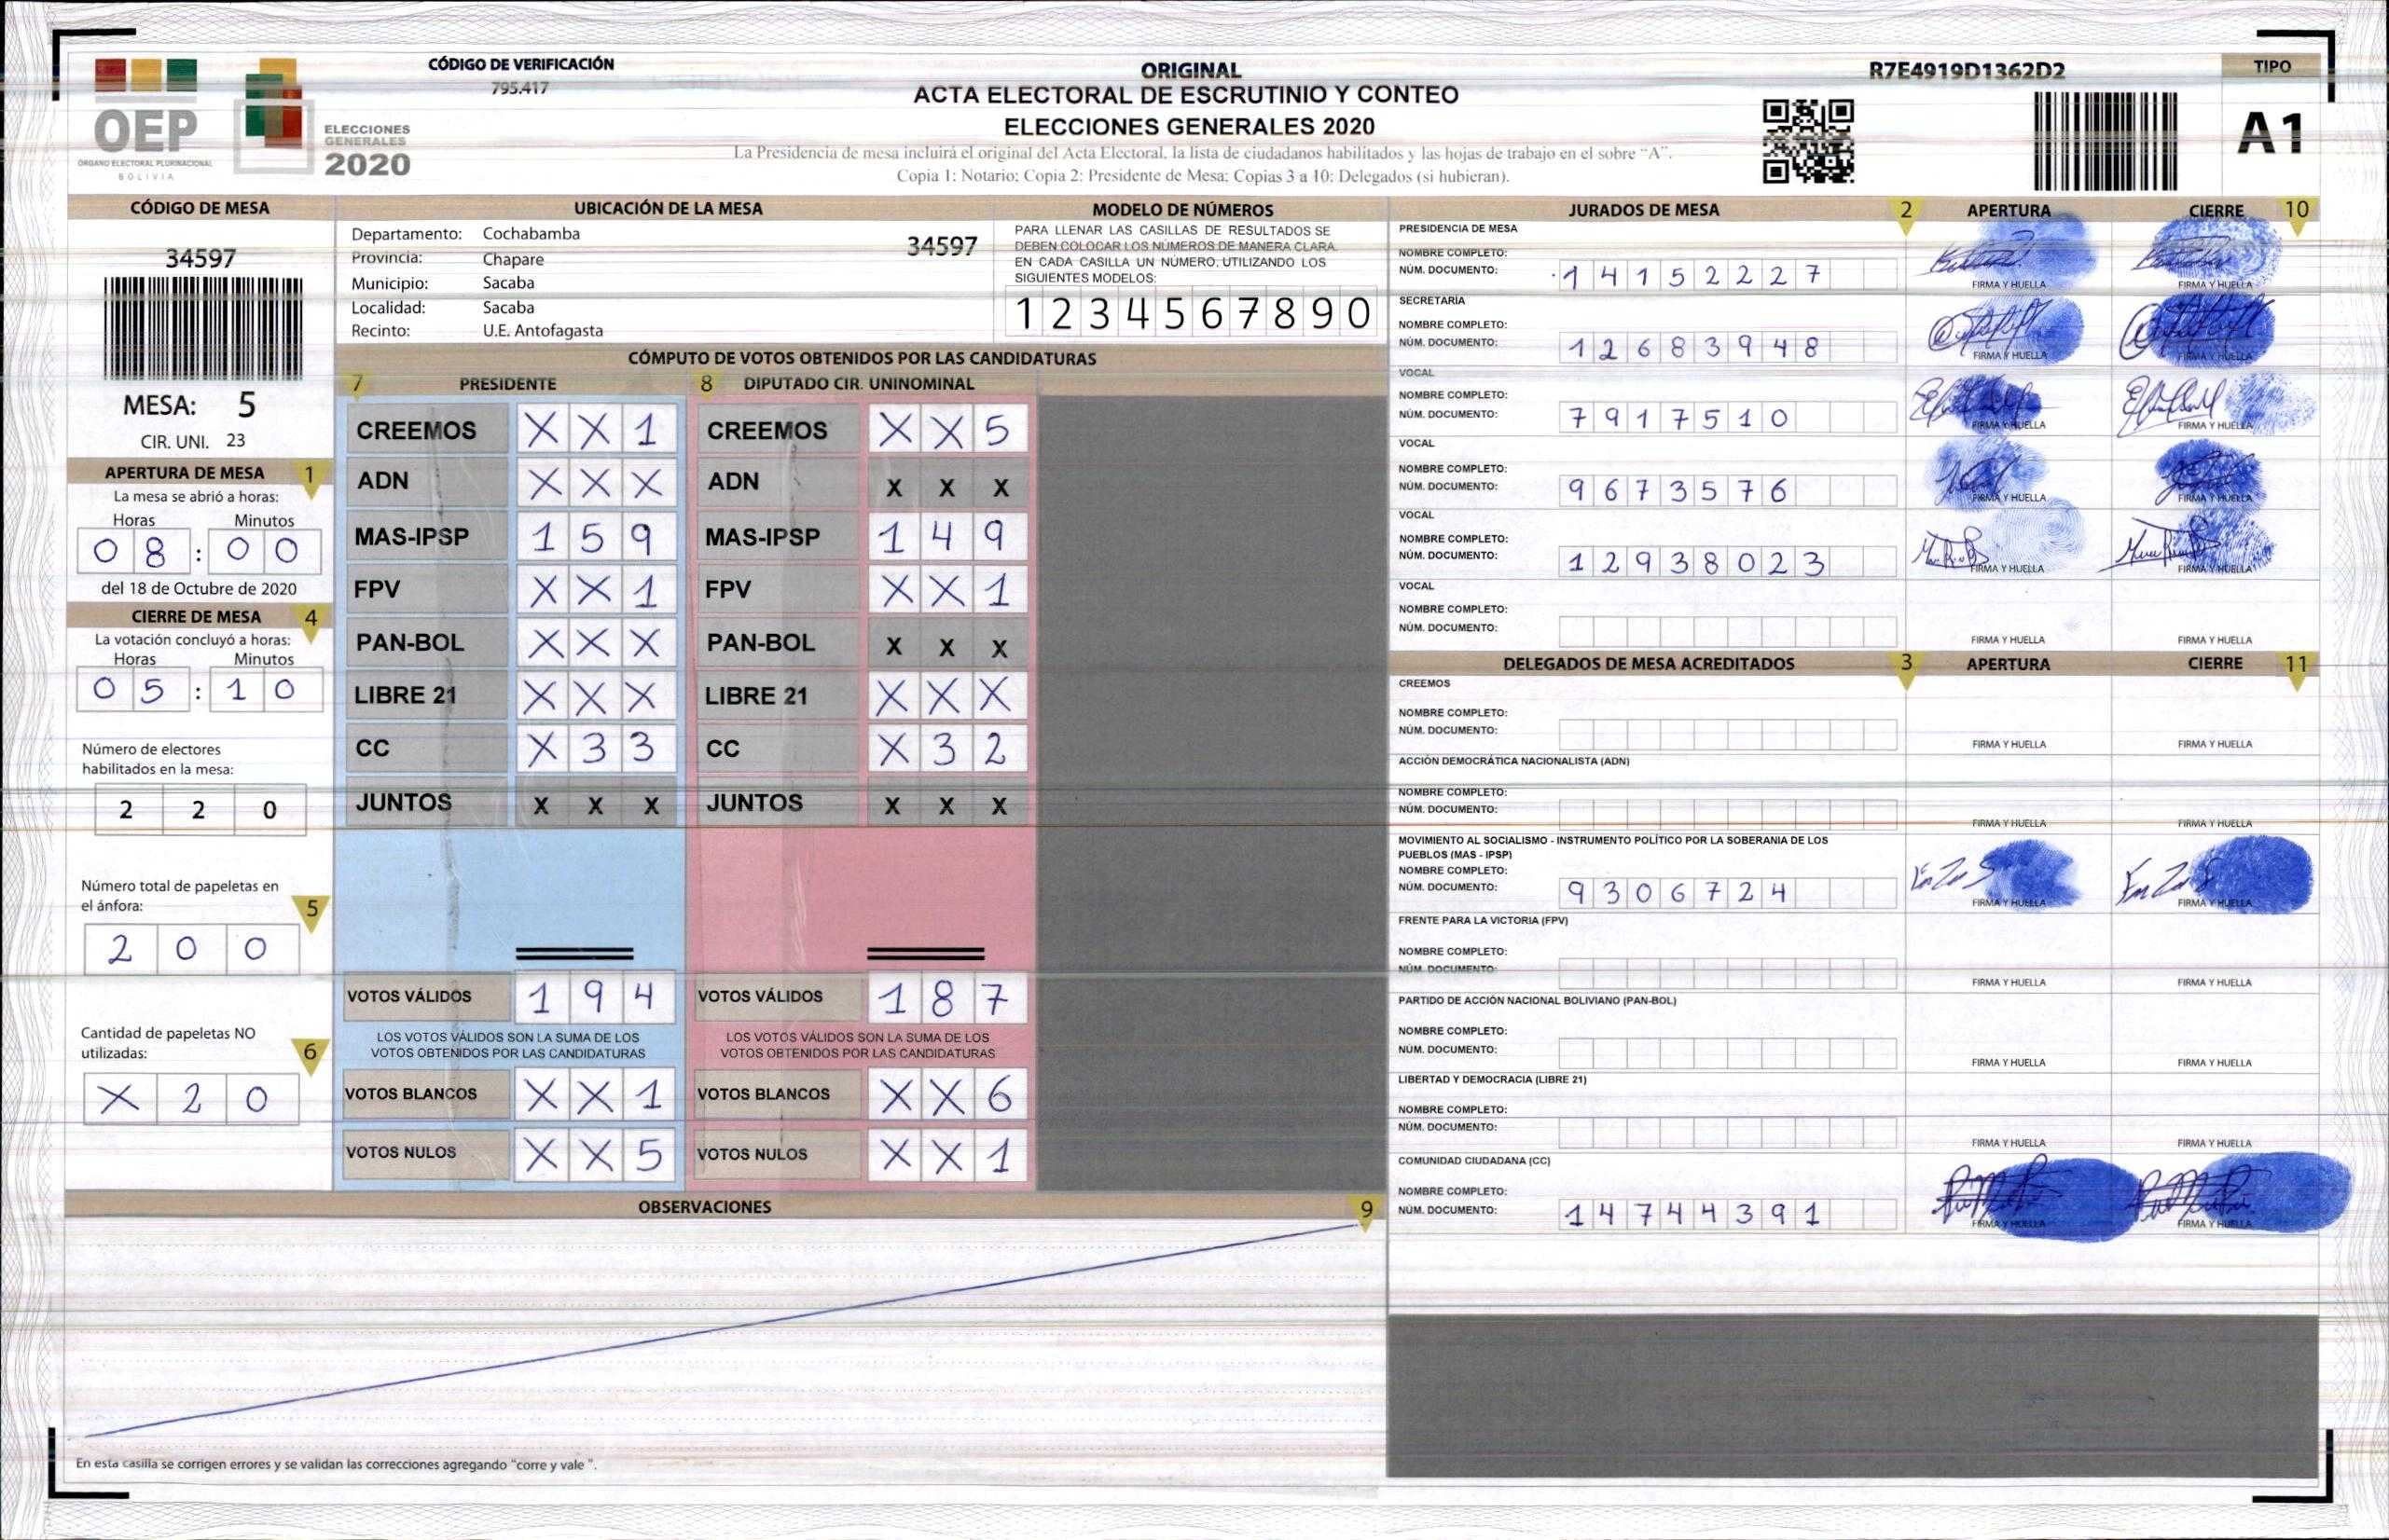 CÓDIGO DE VERIFICACIÓN
795.417
ORIGINAL
ACTA ELECTORAL DE ESCRUTINIO Y CONTEO
ELECCIONES GENERALES 2020
La Presidencia de mesa incluirá el original del Acta Electoral, la lista de ciudadanos habilitados y las hojas de trabajo en el sobre "A".
Copia 1: Notario; Copia 2: Presidente de Mesa; Copias 3 a 10: Delegados (si hubieran).
R7E4919D1362D2
TIPO
A1
OEP
ÓRGANO ELECTORAL PLURINACIONAL
BOLIVIA
ELECCIONES
GENERALES
2020
CÓDIGO DE MESA
34597
MESA: 5
CIR. UNI. 23
APERTURA DE MESA 1
La mesa se abrió a horas:
Horas Minutos
0 8 : 0 0
del 18 de Octubre de 2020
CIERRE DE MESA 4
La votación concluyó a horas:
Horas Minutos
0 5 : 1 0
Número de electores
habilitados en la mesa:
2 2 0
Número total de papeletas en
el ánfora: 5
2 0 0
Cantidad de papeletas NO
utilizadas: 6
X 2 0
UBICACIÓN DE LA MESA
Departamento: Cochabamba
34597
Provincia: Chapare
Municipio: Sacaba
Localidad: Sacaba
Recinto: U.E. Antofagasta
MODELO DE NÚMEROS
PARA LLENAR LAS CASILLAS DE RESULTADOS SE
DEBEN COLOCAR LOS NÚMEROS DE MANERA CLARA.
EN CADA CASILLA UN NÚMERO, UTILIZANDO LOS
SIGUIENTES MODELOS:
1 2 3 4 5 6 7 8 9 0
CÓMPUTO DE VOTOS OBTENIDOS POR LAS CANDIDATURAS
7 PRESIDENTE 8 DIPUTADO CIR. UNINOMINAL
CREEMOS X X 1 CREEMOS X X 5
ADN X X X ADN X X X
MAS-IPSP 1 5 9 MAS-IPSP 1 4 9
FPV X X 1 FPV X X 1
PAN-BOL X X X PAN-BOL X X X
LIBRE 21 X X X LIBRE 21 X X X
CC X 3 3 CC X 3 2
JUNTOS X X X JUNTOS X X X
VOTOS VÁLIDOS 1 9 4 VOTOS VÁLIDOS 1 8 7
LOS VOTOS VÁLIDOS SON LA SUMA DE LOS LOS VOTOS VÁLIDOS SON LA SUMA DE LOS
VOTOS OBTENIDOS POR LAS CANDIDATURAS VOTOS OBTENIDOS POR LAS CANDIDATURAS
VOTOS BLANCOS X X 1 VOTOS BLANCOS X X 6
VOTOS NULOS X X 5 VOTOS NULOS X X 1
OBSERVACIONES 9
En esta casilla se corrigen errores y se validan las correcciones agregando "corre y vale ".
JURADOS DE MESA 2 APERTURA CIERRE 10
PRESIDENCIA DE MESA
NOMBRE COMPLETO:
NÚM. DOCUMENTO: 1 4 1 5 2 2 2 7
FIRMA Y HUELLA FIRMA Y HUELLA
SECRETARÍA
NOMBRE COMPLETO:
NÚM. DOCUMENTO: 1 2 6 8 3 9 4 8
FIRMA Y HUELLA FIRMA Y HUELLA
VOCAL
NOMBRE COMPLETO:
NÚM. DOCUMENTO: 7 9 1 7 5 1 0
FIRMA Y HUELLA FIRMA Y HUELLA
VOCAL
NOMBRE COMPLETO:
NÚM. DOCUMENTO: 9 6 7 3 5 7 6
FIRMA Y HUELLA FIRMA Y HUELLA
VOCAL
NOMBRE COMPLETO:
NÚM. DOCUMENTO: 1 2 9 3 8 0 2 3
FIRMA Y HUELLA FIRMA Y HUELLA
VOCAL
NOMBRE COMPLETO:
NÚM. DOCUMENTO:
FIRMA Y HUELLA FIRMA Y HUELLA
DELEGADOS DE MESA ACREDITADOS 3 APERTURA CIERRE 11
CREEMOS
NOMBRE COMPLETO:
NÚM. DOCUMENTO:
FIRMA Y HUELLA FIRMA Y HUELLA
ACCIÓN DEMOCRÁTICA NACIONALISTA (ADN)
NOMBRE COMPLETO:
NÚM. DOCUMENTO:
FIRMA Y HUELLA FIRMA Y HUELLA
MOVIMIENTO AL SOCIALISMO - INSTRUMENTO POLÍTICO POR LA SOBERANIA DE LOS
PUEBLOS (MAS - IPSP)
NOMBRE COMPLETO:
NÚM. DOCUMENTO: 9 3 0 6 7 2 4
FIRMA Y HUELLA FIRMA Y HUELLA
FRENTE PARA LA VICTORIA (FPV)
NOMBRE COMPLETO:
NÚM. DOCUMENTO:
FIRMA Y HUELLA FIRMA Y HUELLA
PARTIDO DE ACCIÓN NACIONAL BOLIVIANO (PAN-BOL)
NOMBRE COMPLETO:
NÚM. DOCUMENTO:
FIRMA Y HUELLA FIRMA Y HUELLA
LIBERTAD Y DEMOCRACIA (LIBRE 21)
NOMBRE COMPLETO:
NÚM. DOCUMENTO:
FIRMA Y HUELLA FIRMA Y HUELLA
COMUNIDAD CIUDADANA (CC)
NOMBRE COMPLETO:
NÚM. DOCUMENTO: 1 4 7 4 4 3 9 1
FIRMA Y HUELLA FIRMA Y HUELLA